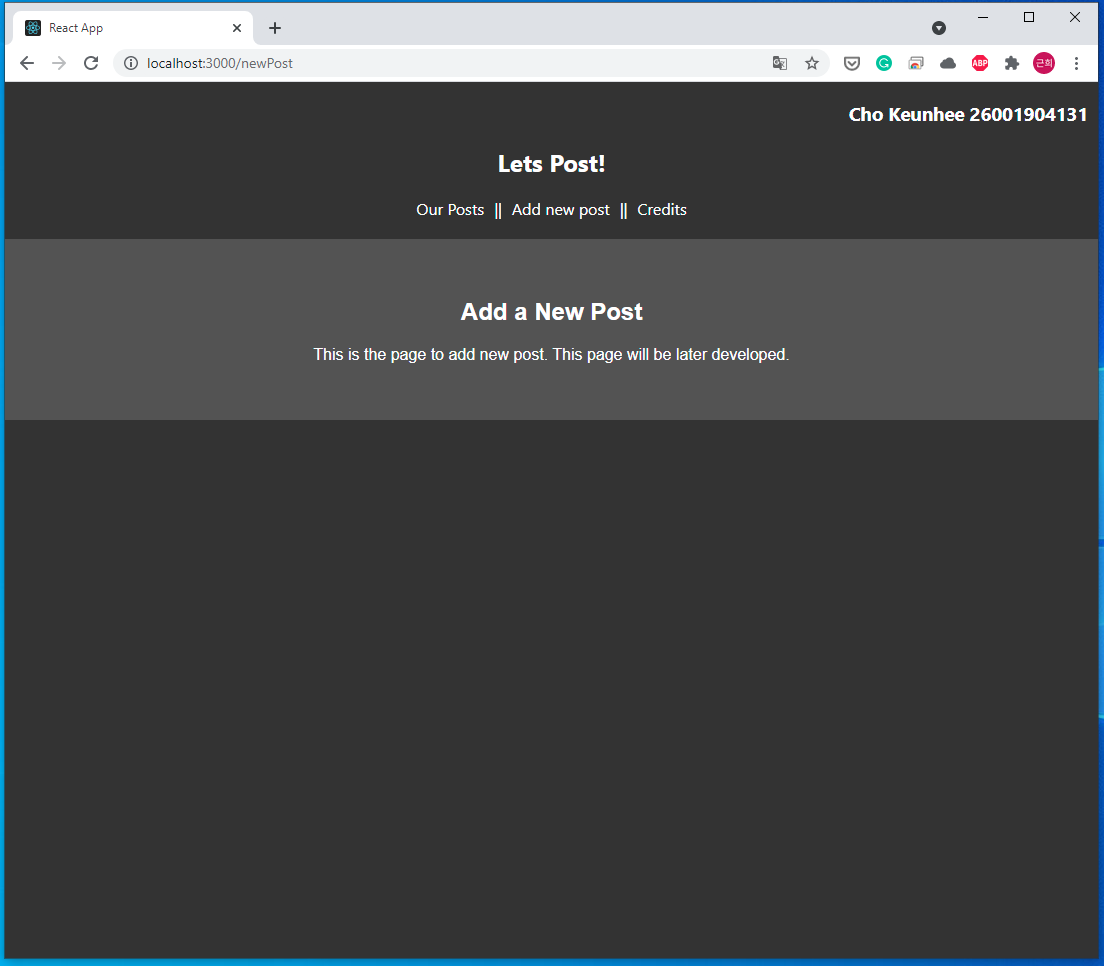 React App
localhost:3000/newPost
ABP
근희
Cho Keunhee 26001904131
Lets Post!
Our Posts || Add new post || Credits
Add a New Post
This is the page to add new post. This page will be later developed.